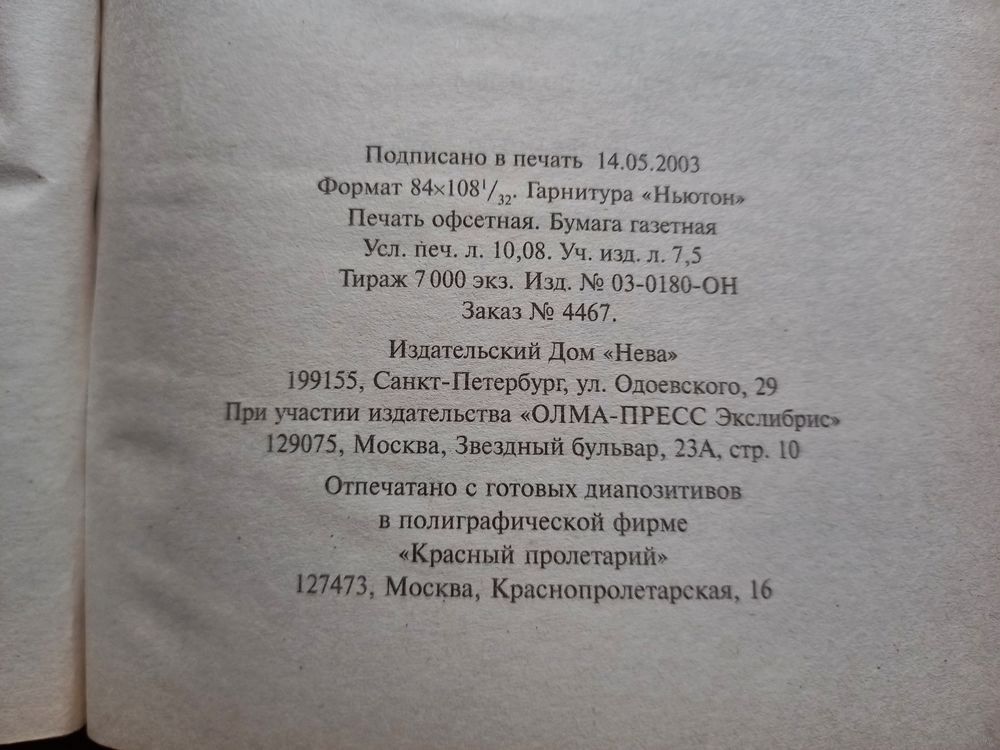 Подписано в печать 14.05.2003
Формат 84×108¹/₃₂. Гарнитура «Ньютон»
Печать офсетная. Бумага газетная
Усл. печ. л. 10,08. Уч. изд. л. 7,5
Тираж 7 000 экз. Изд. № 03-0180-ОН
Заказ № 4467.
Издательский Дом «Нева»
199155, Санкт-Петербург, ул. Одоевского, 29
При участии издательства «ОЛМА-ПРЕСС Экслибрис»
129075, Москва, Звездный бульвар, 23А, стр. 10
Отпечатано с готовых диапозитивов
в полиграфической фирме
«Красный пролетарий»
127473, Москва, Краснопролетарская, 16